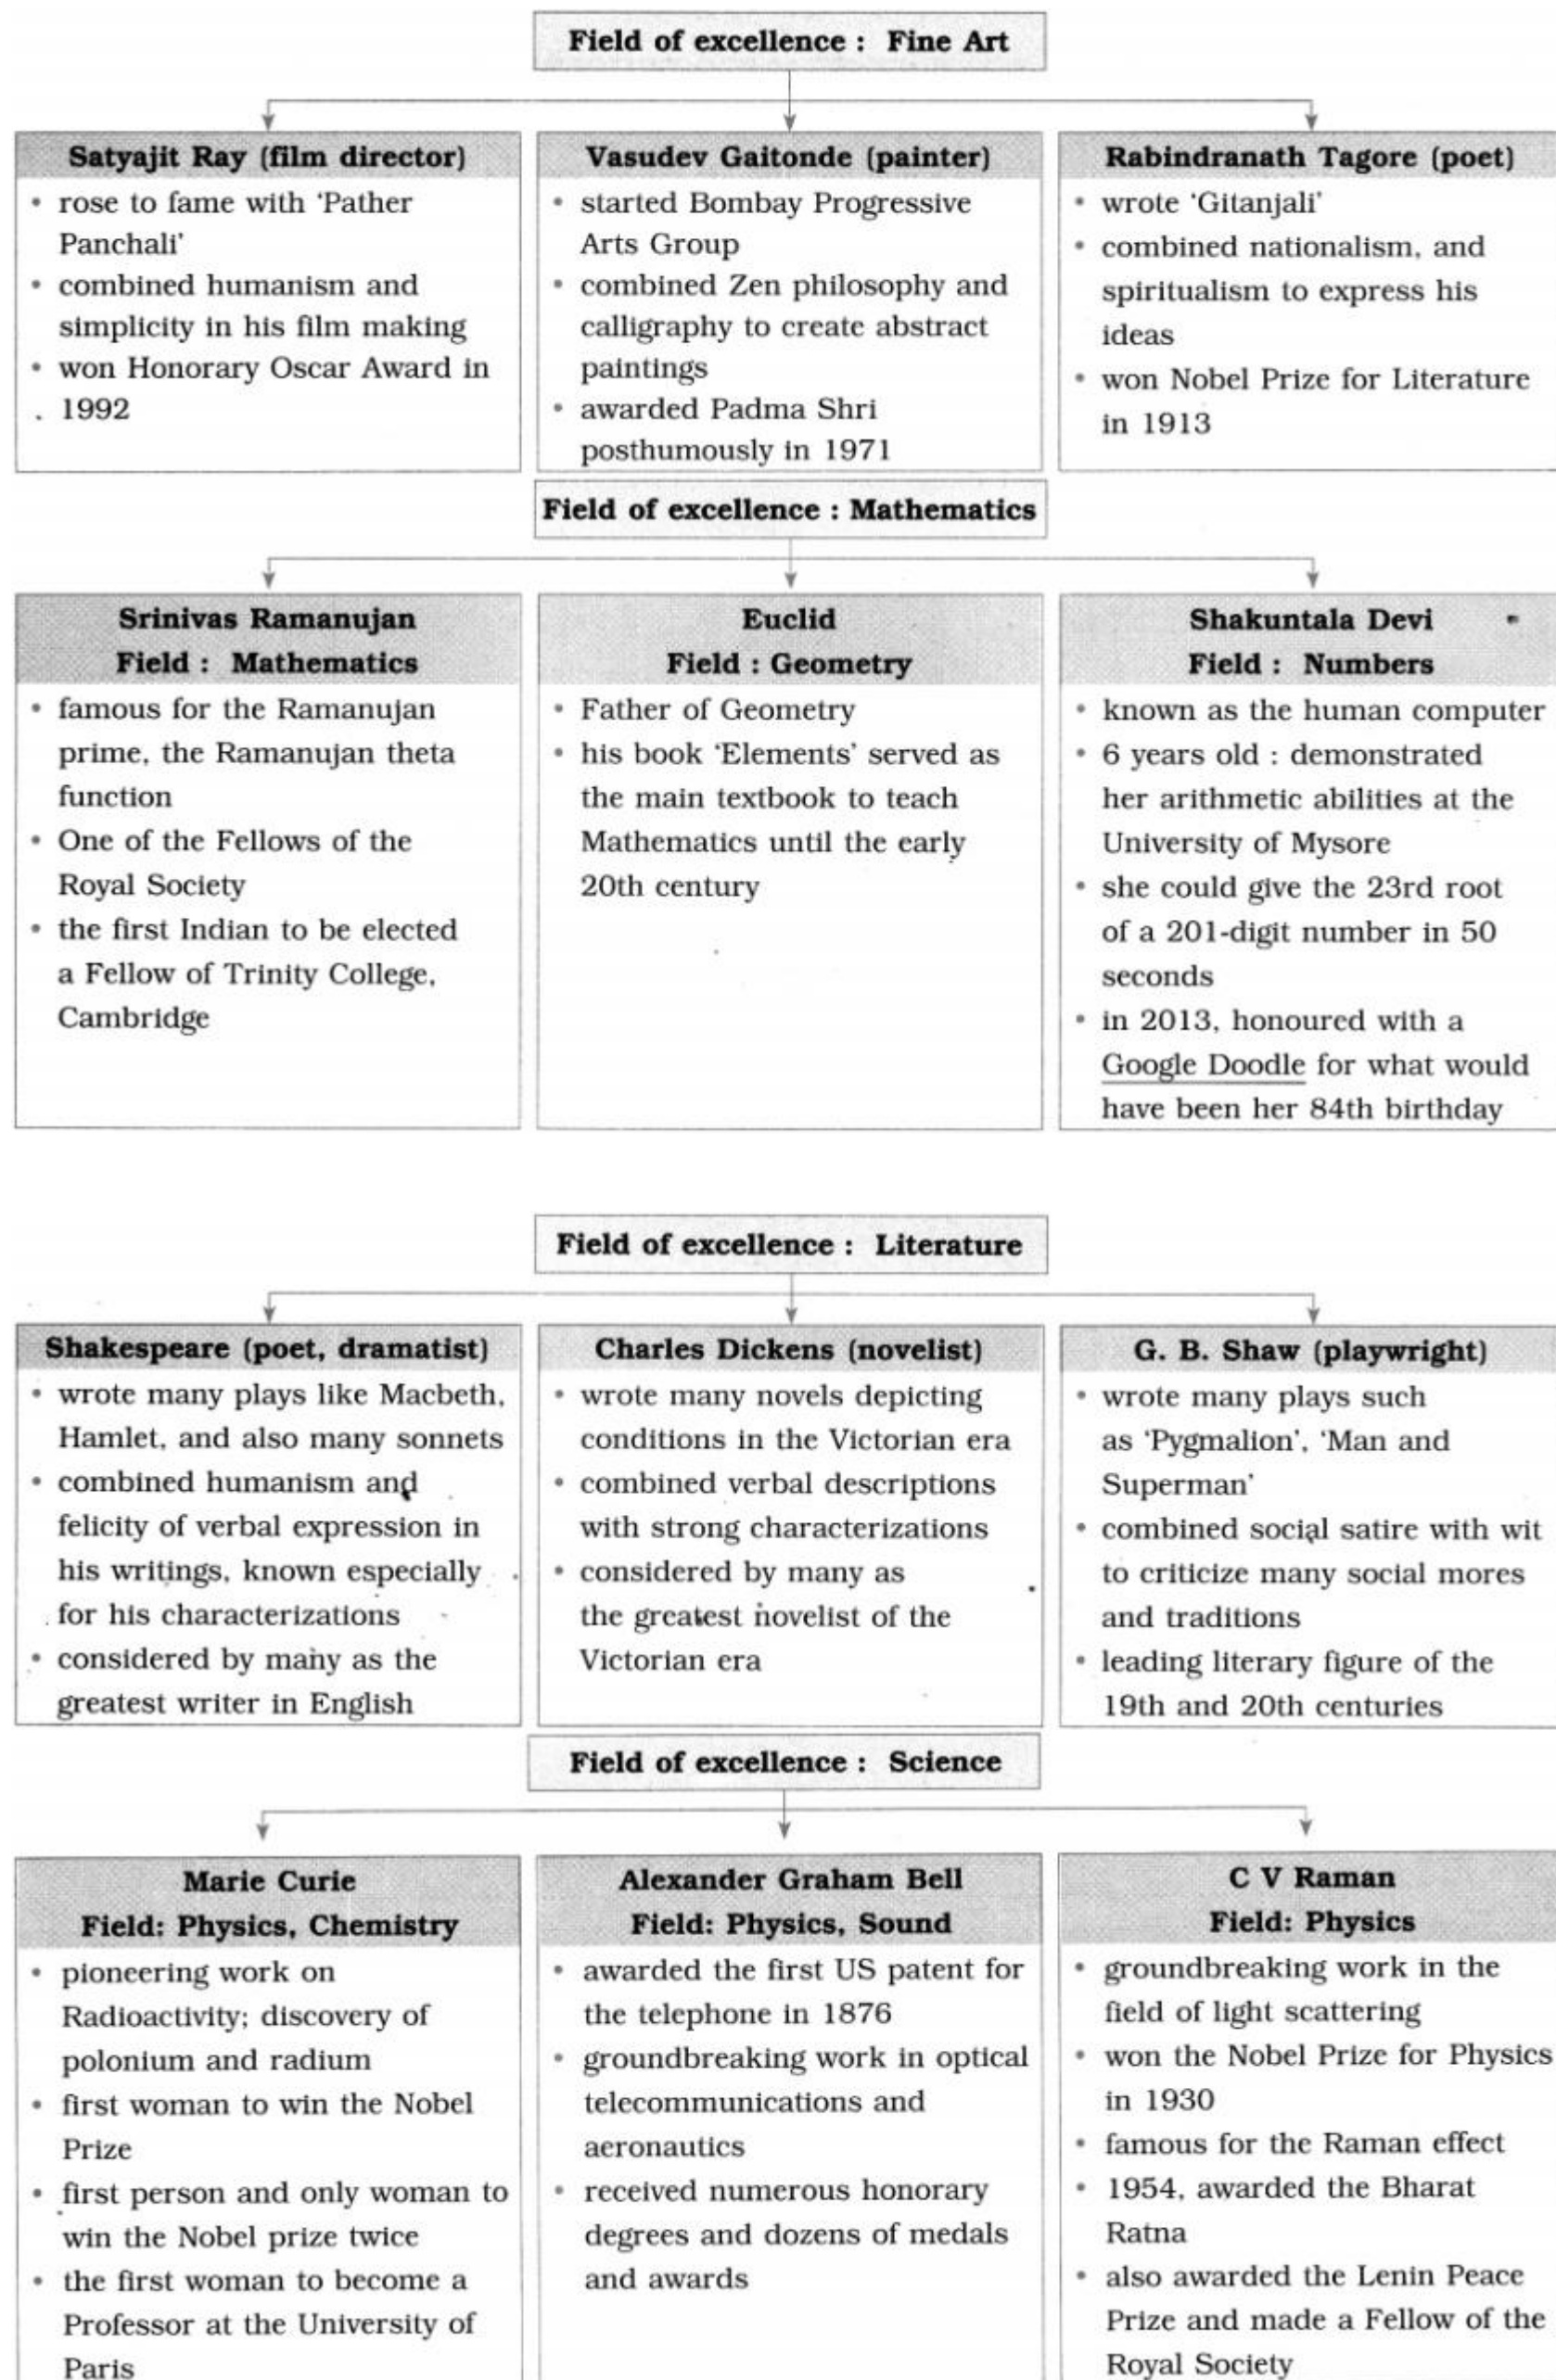 Field of excellence : Fine Art
Satyajit Ray (film director)
• rose to fame with ‘Pather
Panchali’
• combined humanism and
simplicity in his film making
• won Honorary Oscar Award in
. 1992
Vasudev Gaitonde (painter)
• started Bombay Progressive
Arts Group
• combined Zen philosophy and
calligraphy to create abstract
paintings
• awarded Padma Shri
posthumously in 1971
Rabindranath Tagore (poet)
• wrote ‘Gitanjali’
• combined nationalism, and
spiritualism to express his
ideas
• won Nobel Prize for Literature
in 1913
Field of excellence : Mathematics
Srinivas Ramanujan
Field : Mathematics
• famous for the Ramanujan
prime, the Ramanujan theta
function
• One of the Fellows of the
Royal Society
• the first Indian to be elected
a Fellow of Trinity College,
Cambridge
Euclid
Field : Geometry
• Father of Geometry
• his book ‘Elements’ served as
the main textbook to teach
Mathematics until the early
20th century
Shakuntala Devi
Field : Numbers
• known as the human computer
• 6 years old : demonstrated
her arithmetic abilities at the
University of Mysore
• she could give the 23rd root
of a 201-digit number in 50
seconds
• in 2013, honoured with a
Google Doodle for what would
have been her 84th birthday
Field of excellence : Literature
Shakespeare (poet, dramatist)
• wrote many plays like Macbeth,
Hamlet, and also many sonnets
• combined humanism and
felicity of verbal expression in
his writings, known especially
for his characterizations
• considered by many as the
greatest writer in English
Charles Dickens (novelist)
• wrote many novels depicting
conditions in the Victorian era
• combined verbal descriptions
with strong characterizations
• considered by many as
the greatest novelist of the
Victorian era
G. B. Shaw (playwright)
• wrote many plays such
as ‘Pygmalion’, ‘Man and
Superman’
• combined social satire with wit
to criticize many social mores
and traditions
• leading literary figure of the
19th and 20th centuries
Field of excellence : Science
Marie Curie
Field: Physics, Chemistry
• pioneering work on
Radioactivity; discovery of
polonium and radium
• first woman to win the Nobel
Prize
• first person and only woman to
win the Nobel prize twice
• the first woman to become a
Professor at the University of
Paris
Alexander Graham Bell
Field: Physics, Sound
• awarded the first US patent for
the telephone in 1876
• groundbreaking work in optical
telecommunications and
aeronautics
• received numerous honorary
degrees and dozens of medals
and awards
C V Raman
Field: Physics
• groundbreaking work in the
field of light scattering
• won the Nobel Prize for Physics
in 1930
• famous for the Raman effect
• 1954, awarded the Bharat
Ratna
• also awarded the Lenin Peace
Prize and made a Fellow of the
Royal Society